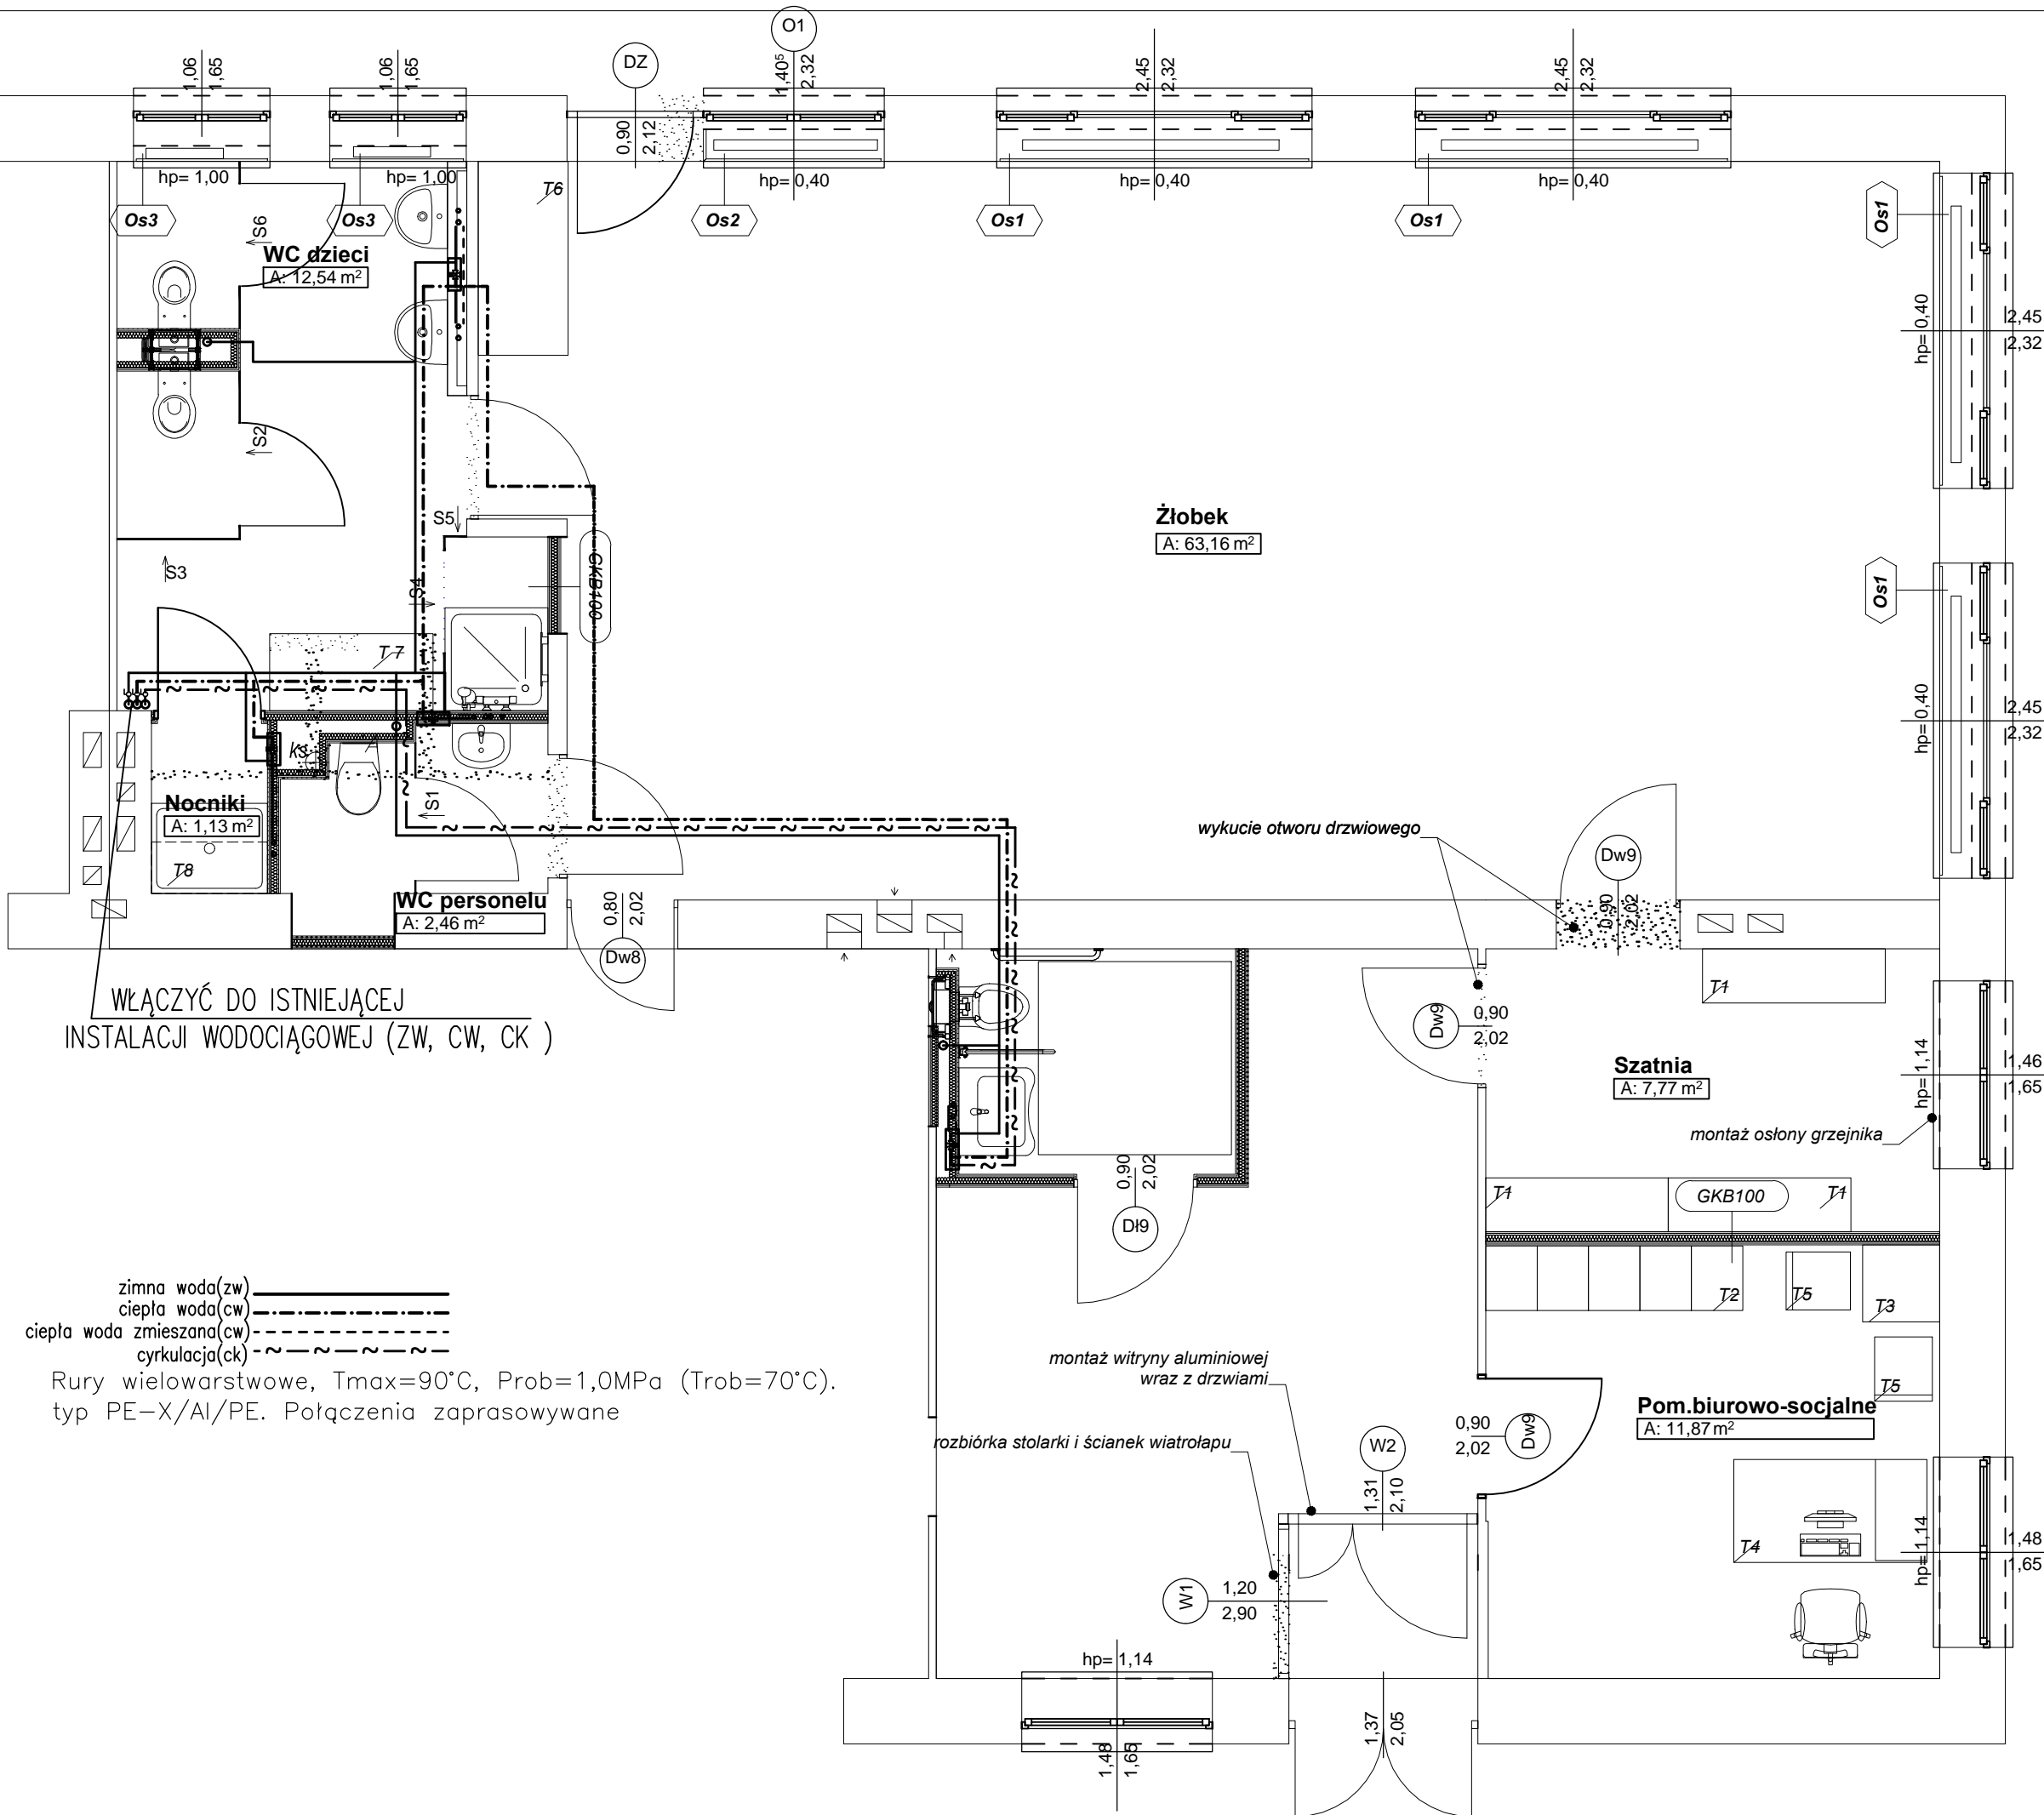 O1
DZ
1,06
1,65
1,06
1,65
0,90
2,12
1,40⁵
2,32
2,45
2,32
2,45
2,32
hp= 1,00
hp= 1,00
hp= 0,40
hp= 0,40
hp= 0,40
Os3
Os3
Os2
Os1
Os1
Os1
T6
S6
WC dzieci
A: 12,54 m²
hp= 0,40
2,45
2,32
S2
S5
Żłobek
A: 63,16 m²
S3
S4
GKB100
Os1
T7
hp= 0,40
2,45
2,32
ks
Nocniki
A: 1,13 m²
S1
T8
wykucie otworu drzwiowego
Dw9
0,90
2,02
WC personelu
A: 2,46 m²
0,80
2,02
Dw8
T1
WŁĄCZYĆ DO ISTNIEJĄCEJ
INSTALACJI WODOCIĄGOWEJ (ZW, CW, CK )
Dw9
0,90
2,02
Szatnia
A: 7,77 m²
hp= 1,14
1,46
1,65
montaż osłony grzejnika
0,90
2,02
Dł9
T1
GKB100
T1
T2
T5
T3
zimna woda(zw)
ciepła woda(cw)
ciepła woda zmieszana(cw)
cyrkulacja(ck)
Rury wielowarstwowe, Tmax=90°C, Prob=1,0MPa (Trob=70°C).
typ PE-X/Al/PE. Połączenia zaprasowywane
montaż witryny aluminiowej
wraz z drzwiami
T5
Pom.biurowo-socjalne
A: 11,87 m²
0,90
2,02
Dw9
rozbiórka stolarki i ścianek wiatrołapu
W2
1,31
2,10
T4
hp= 1,14
1,48
1,65
W1
1,20
2,90
hp= 1,14
1,48
1,65
1,37
2,05